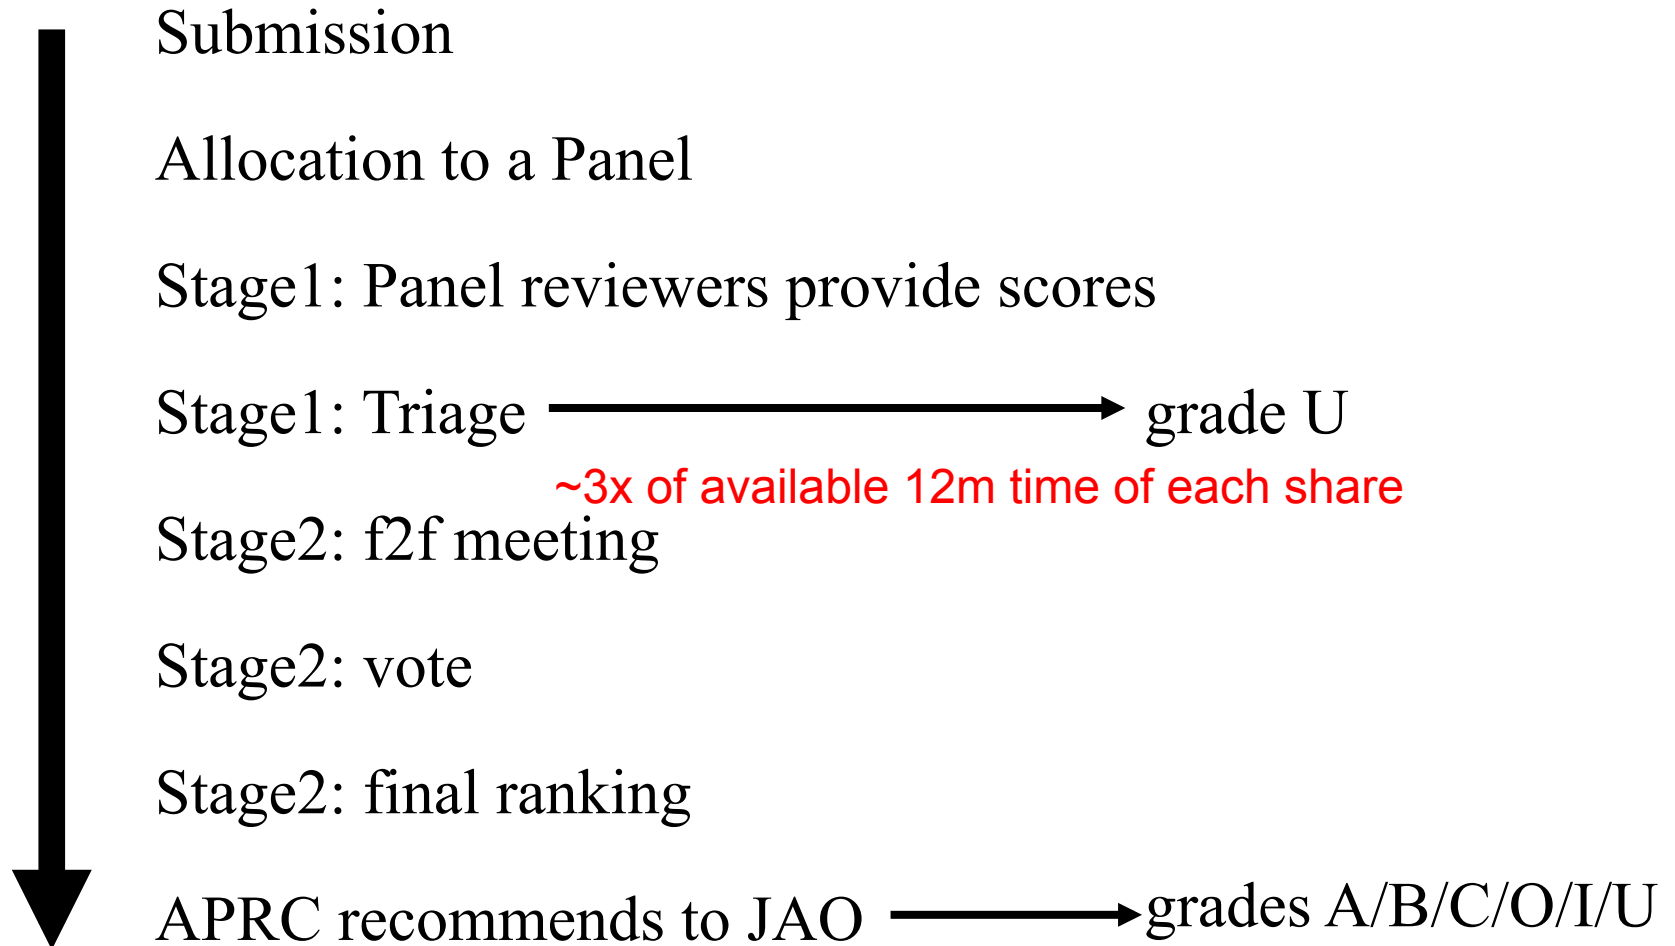 Submission
Allocation to a Panel
Stage1: Panel reviewers provide scores
Stage1: Triage grade U
~3x of available 12m time of each share
Stage2: f2f meeting
Stage2: vote
Stage2: final ranking
APRC recommends to JAO grades A/B/C/O/I/U